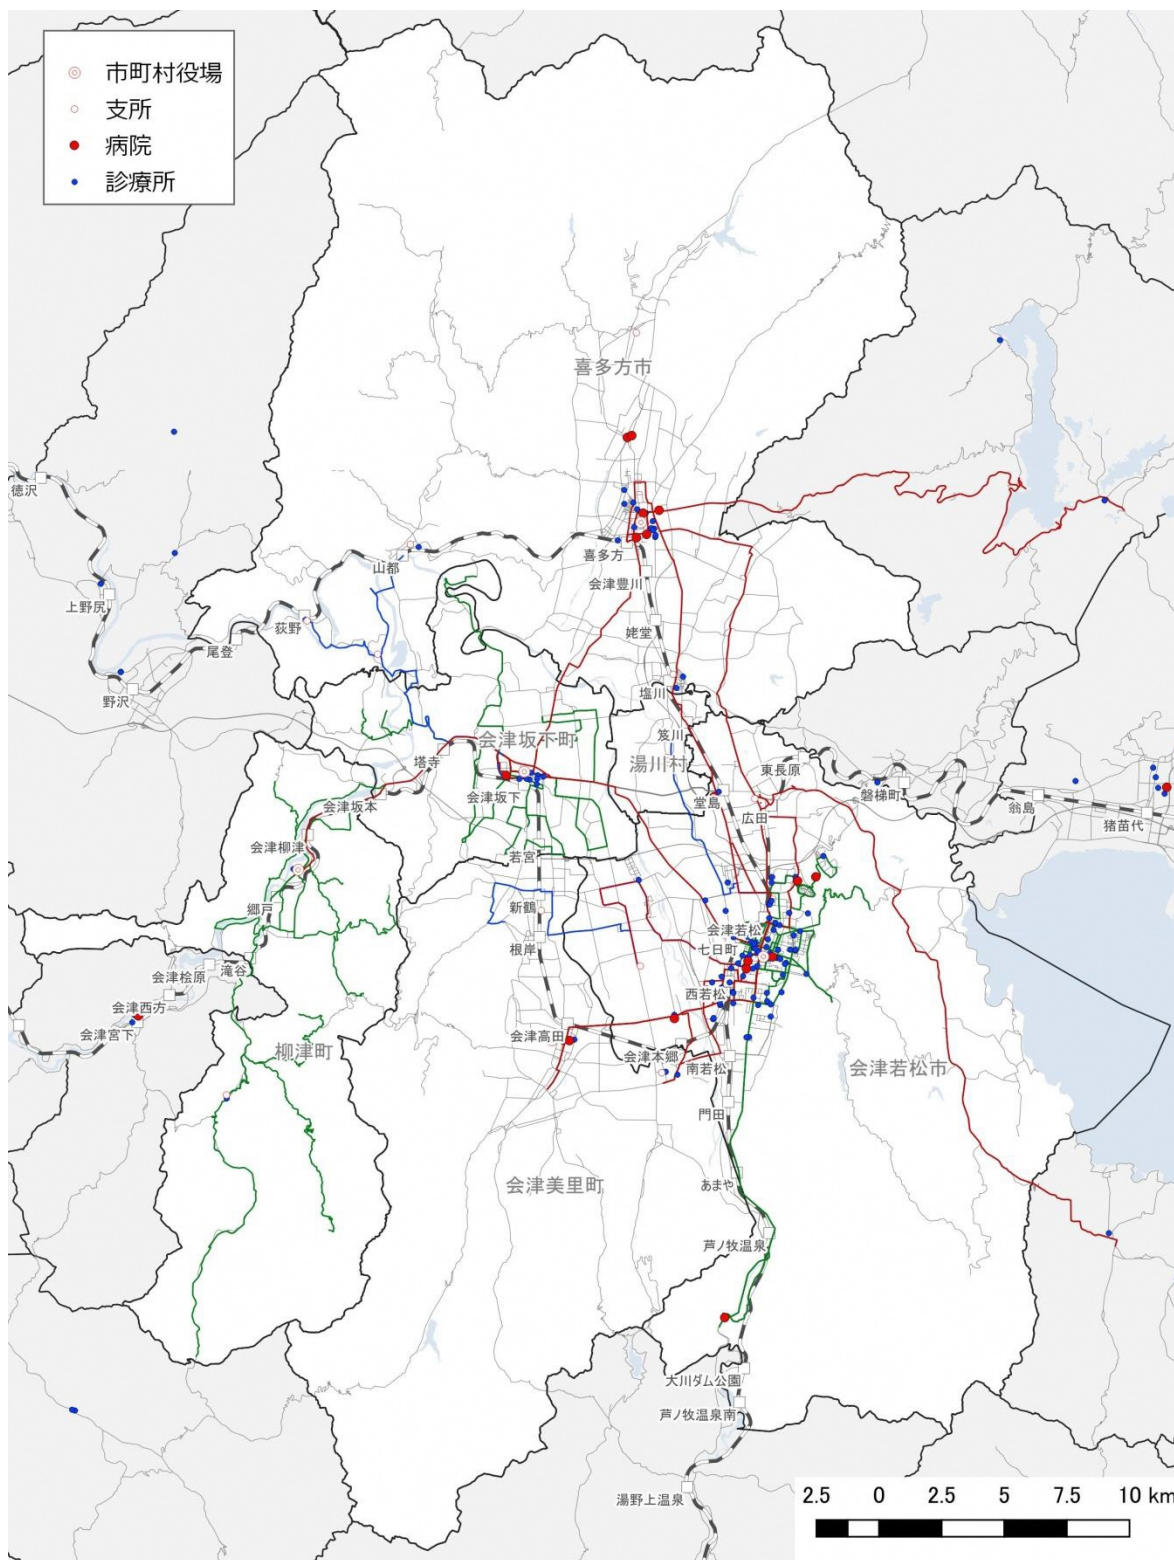 市町村役場
支所
病院
診療所
喜多方市
徳沢
喜多方
山都
会津豊川
上野尻
荻野
姥堂
尾登
野沢
塩川
笈川
会津坂下町
湯川村
塔寺
東長原
会津坂下
堂島
磐梯町
翁島
会津坂本
広田
猪苗代
会津柳津
若宮
郷戸
新鶴
会津若松
七日町
根岸
滝谷
会津桧原
西若松
会津西方
会津宮下
会津高田
柳津町
会津本郷
南若松
会津若松市
門田
会津美里町
あまや
芦ノ牧温泉
大川ダム公園
芦ノ牧温泉南
湯野上温泉
2.5 0 2.5 5 7.5 10 km